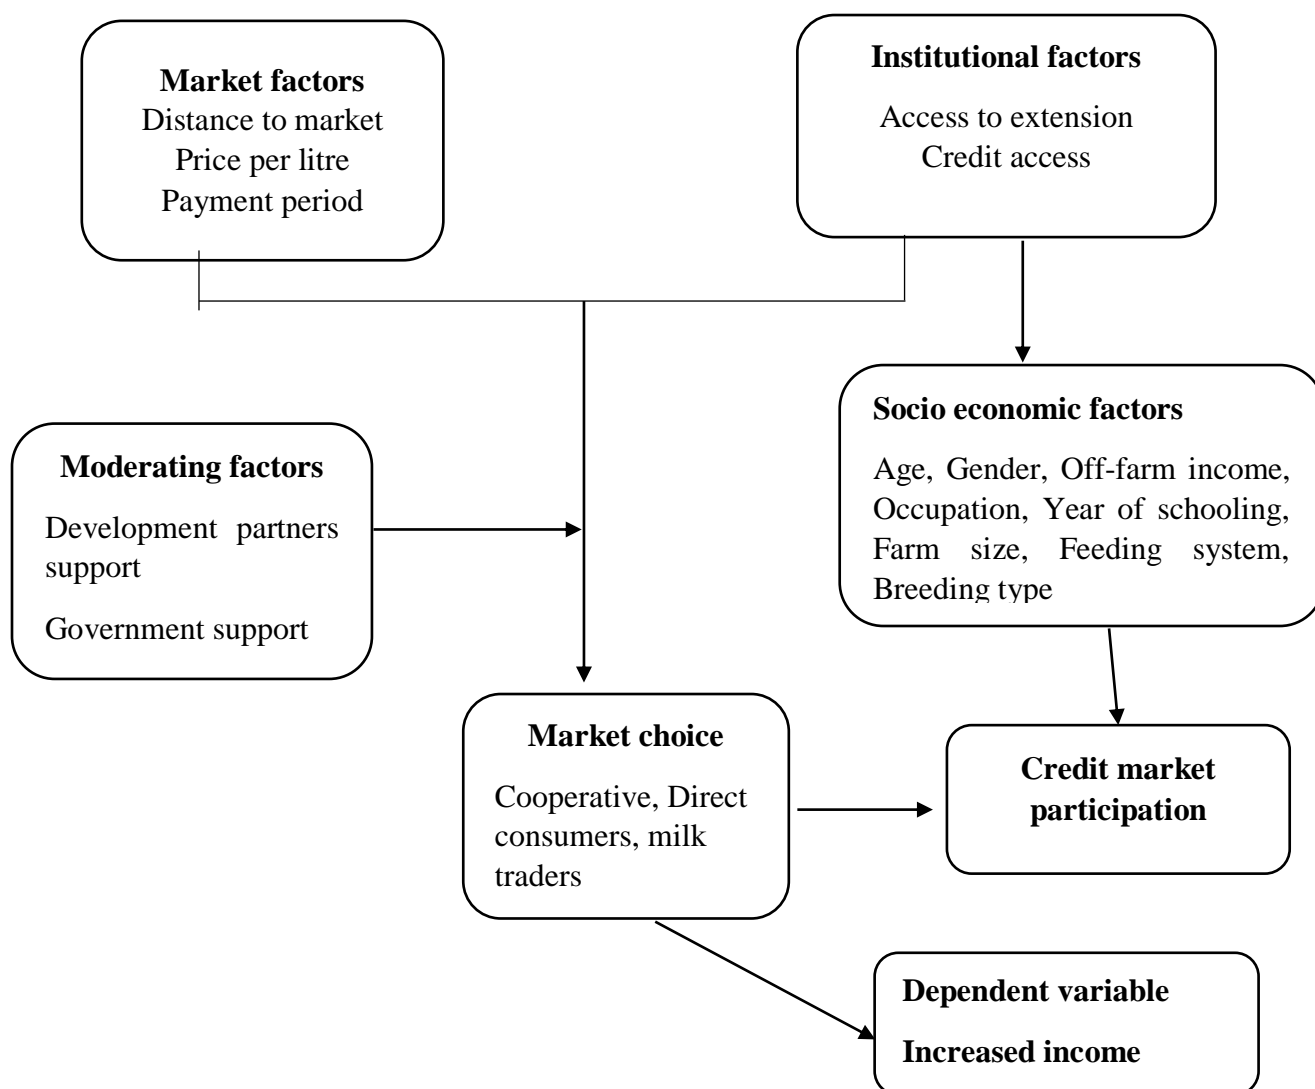 Market factors
Distance to market
Price per litre
Payment period
Institutional factors
Access to extension
Credit access
Socio economic factors
Age, Gender, Off-farm income,
Occupation, Year of schooling,
Farm size, Feeding system,
Breeding type
Moderating factors
Development partners
support
Government support
Market choice
Cooperative, Direct
consumers, milk
traders
Credit market
participation
Dependent variable
Increased income